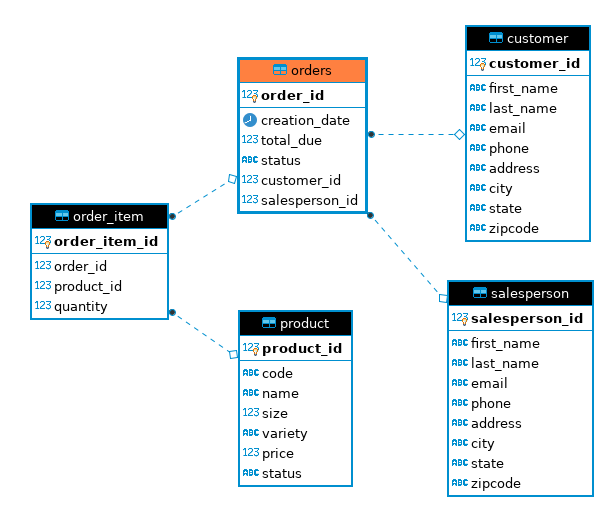 customer
123 customer_id
ABC first_name
ABC last_name
ABC email
ABC phone
ABC address
ABC city
ABC state
ABC zipcode
orders
123 order_id
creation_date
123 total_due
ABC status
123 customer_id
123 salesperson_id
order_item
123 order_item_id
123 order_id
123 product_id
123 quantity
product
123 product_id
ABC code
ABC name
123 size
ABC variety
123 price
ABC status
salesperson
123 salesperson_id
ABC first_name
ABC last_name
ABC email
ABC phone
ABC address
ABC city
ABC state
ABC zipcode